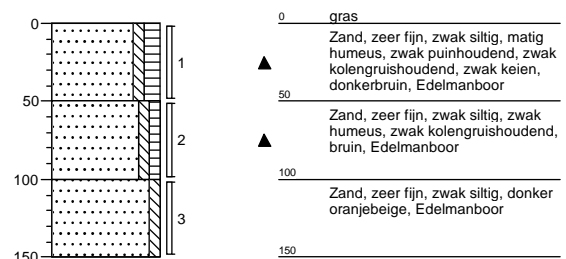 0
50
100
150
1
2
3
0 gras
Zand, zeer fijn, zwak siltig, matig
humeus, zwak puinhoudend, zwak
kolengruishoudend, zwak keien,
donkerbruin, Edelmanboor
50
Zand, zeer fijn, zwak siltig, zwak
humeus, zwak kolengruishoudend,
bruin, Edelmanboor
100
Zand, zeer fijn, zwak siltig, donker
oranjebeige, Edelmanboor
150